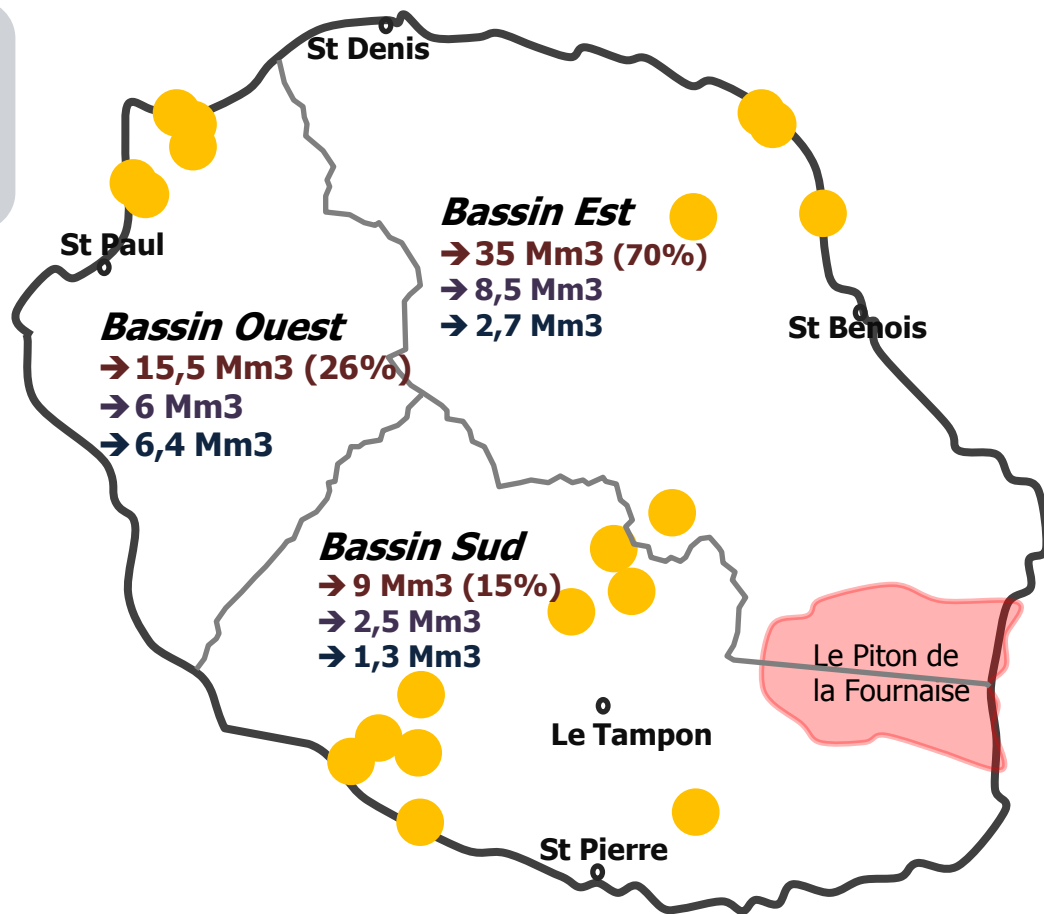 St Denis
Bassin Est
➔ 35 Mm3 (70%)
➔ 8,5 Mm3
➔ 2,7 Mm3
St Paul
St Benois
Bassin Ouest
➔ 15,5 Mm3 (26%)
➔ 6 Mm3
➔ 6,4 Mm3
Bassin Sud
➔ 9 Mm3 (15%)
➔ 2,5 Mm3
➔ 1,3 Mm3
Le Piton de
la Fournaise
Le Tampon
St Pierre